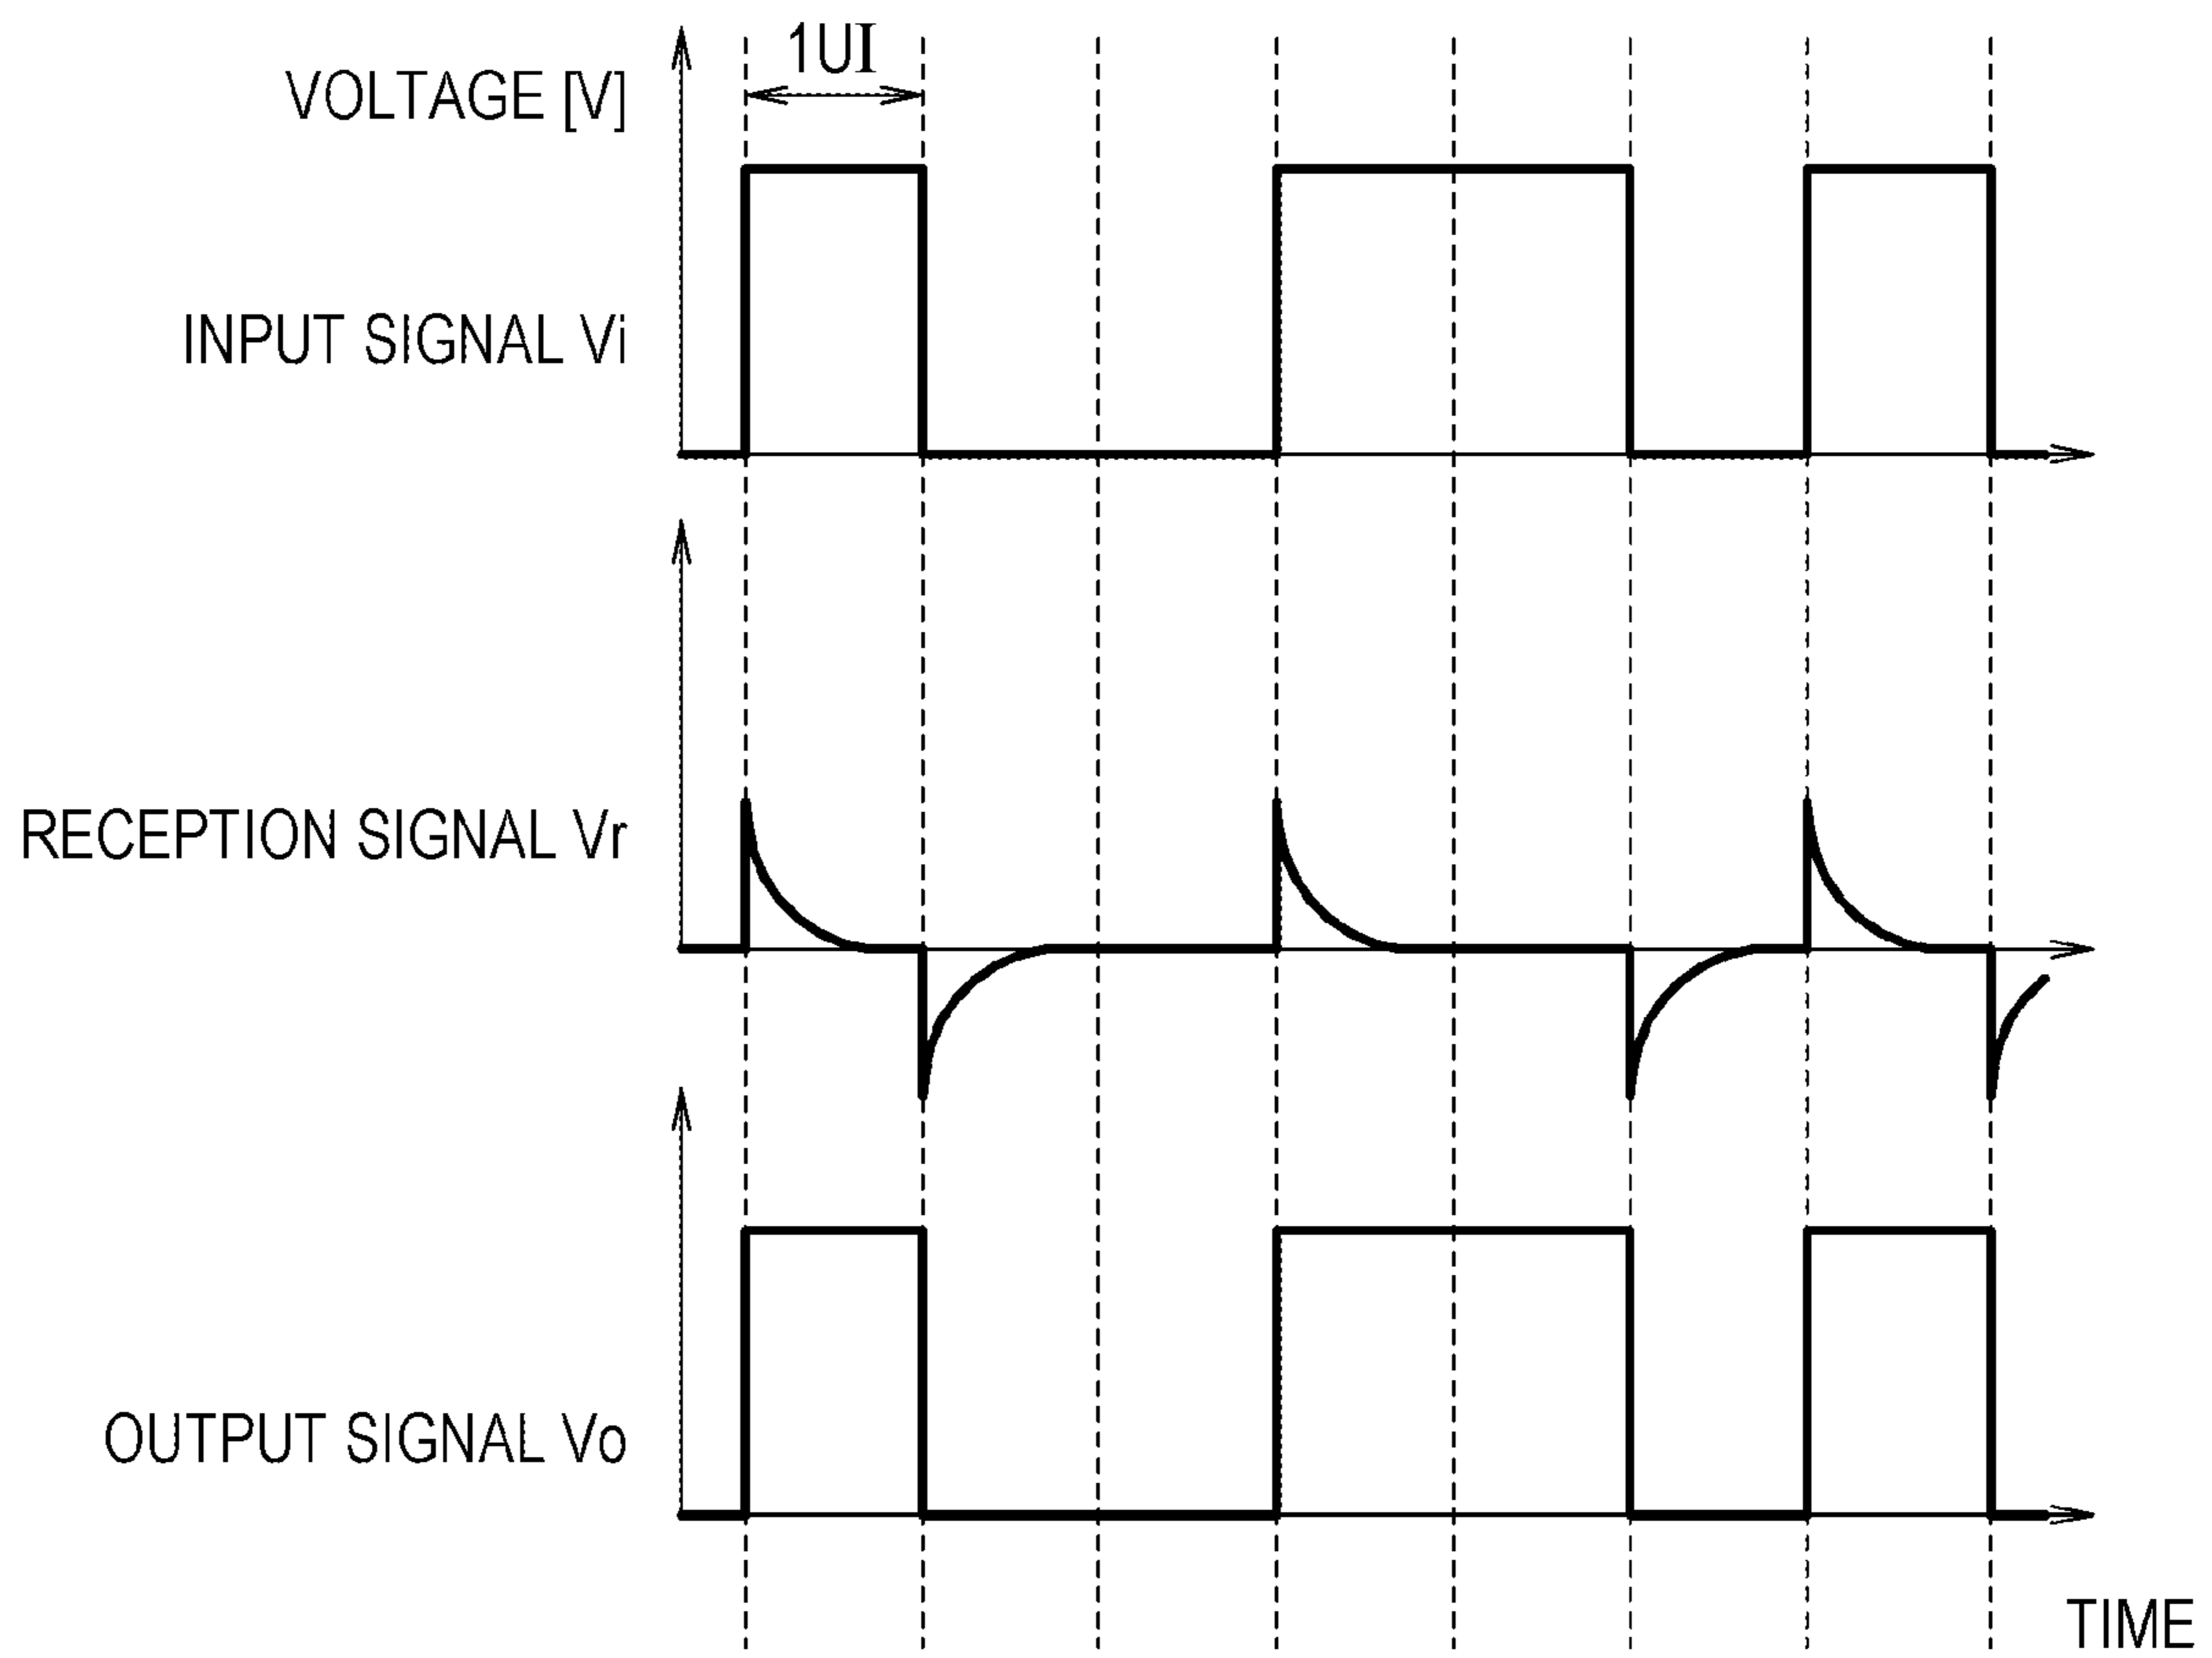 1UI
VOLTAGE [V]
INPUT SIGNAL Vi
RECEPTION SIGNAL Vr
OUTPUT SIGNAL Vo
TIME